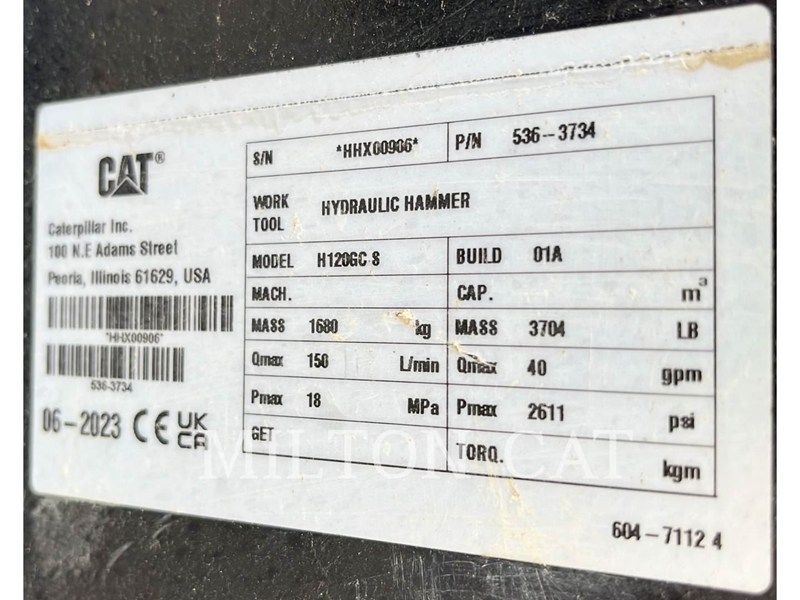 CAT®
Caterpillar Inc.
100 N.E Adams Street
Peoria, Illinois 61629, USA
*HHX00906*
536-3734
06-2023 CE UKCA
S/N *HHX00906* P/N 536-3734
WORK TOOL HYDRAULIC HAMMER
MODEL H120GC S BUILD 01A
MACH. CAP. m³
MASS 1680 kg MASS 3704 LB
Qmax 150 L/min Qmax 40 gpm
Pmax 18 MPa Pmax 2611 psi
GET TORQ. kgm
604-7112 4
MILTON CAT